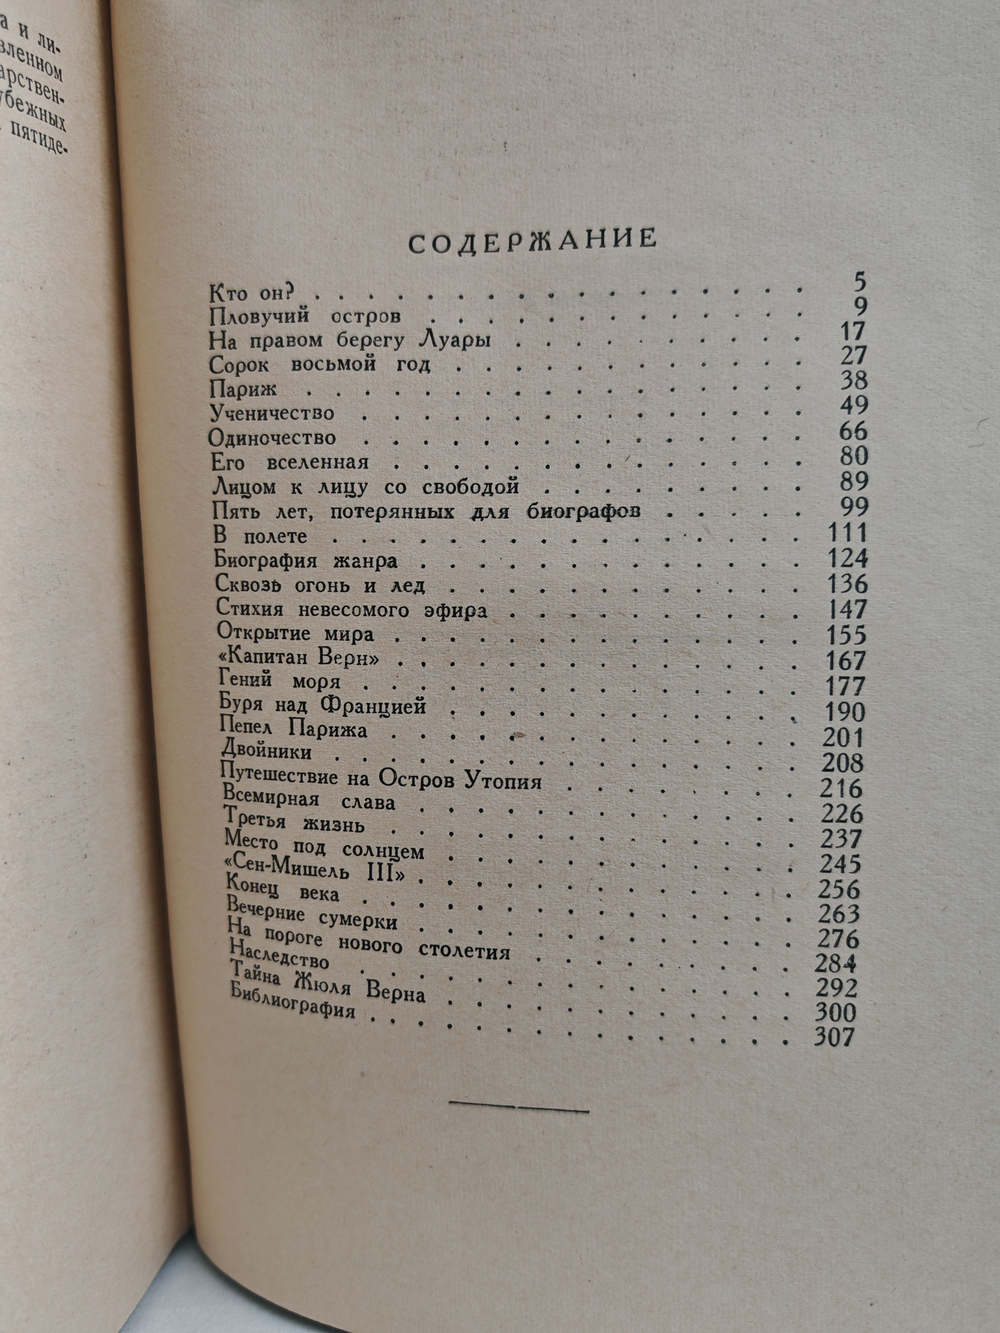 а и ли-
вленном
арствен-
убежных
пятиде-
СОДЕРЖАНИЕ
Кто он? . . . . . . . . . . . . . . . . 5
Пловучий остров . . . . . . . . . . . . 9
На правом берегу Луары . . . . . . . . . 17
Сорок восьмой год . . . . . . . . . . . 27
Париж . . . . . . . . . . . . . . . . 38
Ученичество . . . . . . . . . . . . . . 49
Одиночество . . . . . . . . . . . . . . 66
Его вселенная . . . . . . . . . . . . . 80
Лицом к лицу со свободой . . . . . . . . 89
Пять лет, потерянных для биографов . . . . . 99
В полете . . . . . . . . . . . . . . . 111
Биография жанра . . . . . . . . . . . . 124
Сквозь огонь и лед . . . . . . . . . . . 136
Стихия невесомого эфира . . . . . . . . . 147
Открытие мира . . . . . . . . . . . . . 155
«Капитан Верн» . . . . . . . . . . . . . 167
Гений моря . . . . . . . . . . . . . . 177
Буря над Францией . . . . . . . . . . . 190
Пепел Парижа . . . . . . . . . . . . . 201
Двойники . . . . . . . . . . . . . . . 208
Путешествие на Остров Утопия . . . . . . . 216
Всемирная слава . . . . . . . . . . . . 226
Третья жизнь . . . . . . . . . . . . . 237
Место под солнцем . . . . . . . . . . . 245
«Сен-Мишель III» . . . . . . . . . . . . 256
Конец века . . . . . . . . . . . . . . 263
Вечерние сумерки . . . . . . . . . . . . 276
На пороге нового столетия . . . . . . . . 284
Наследство . . . . . . . . . . . . . . 292
Тайна Жюля Верна . . . . . . . . . . . 300
Библиография . . . . . . . . . . . . . 307